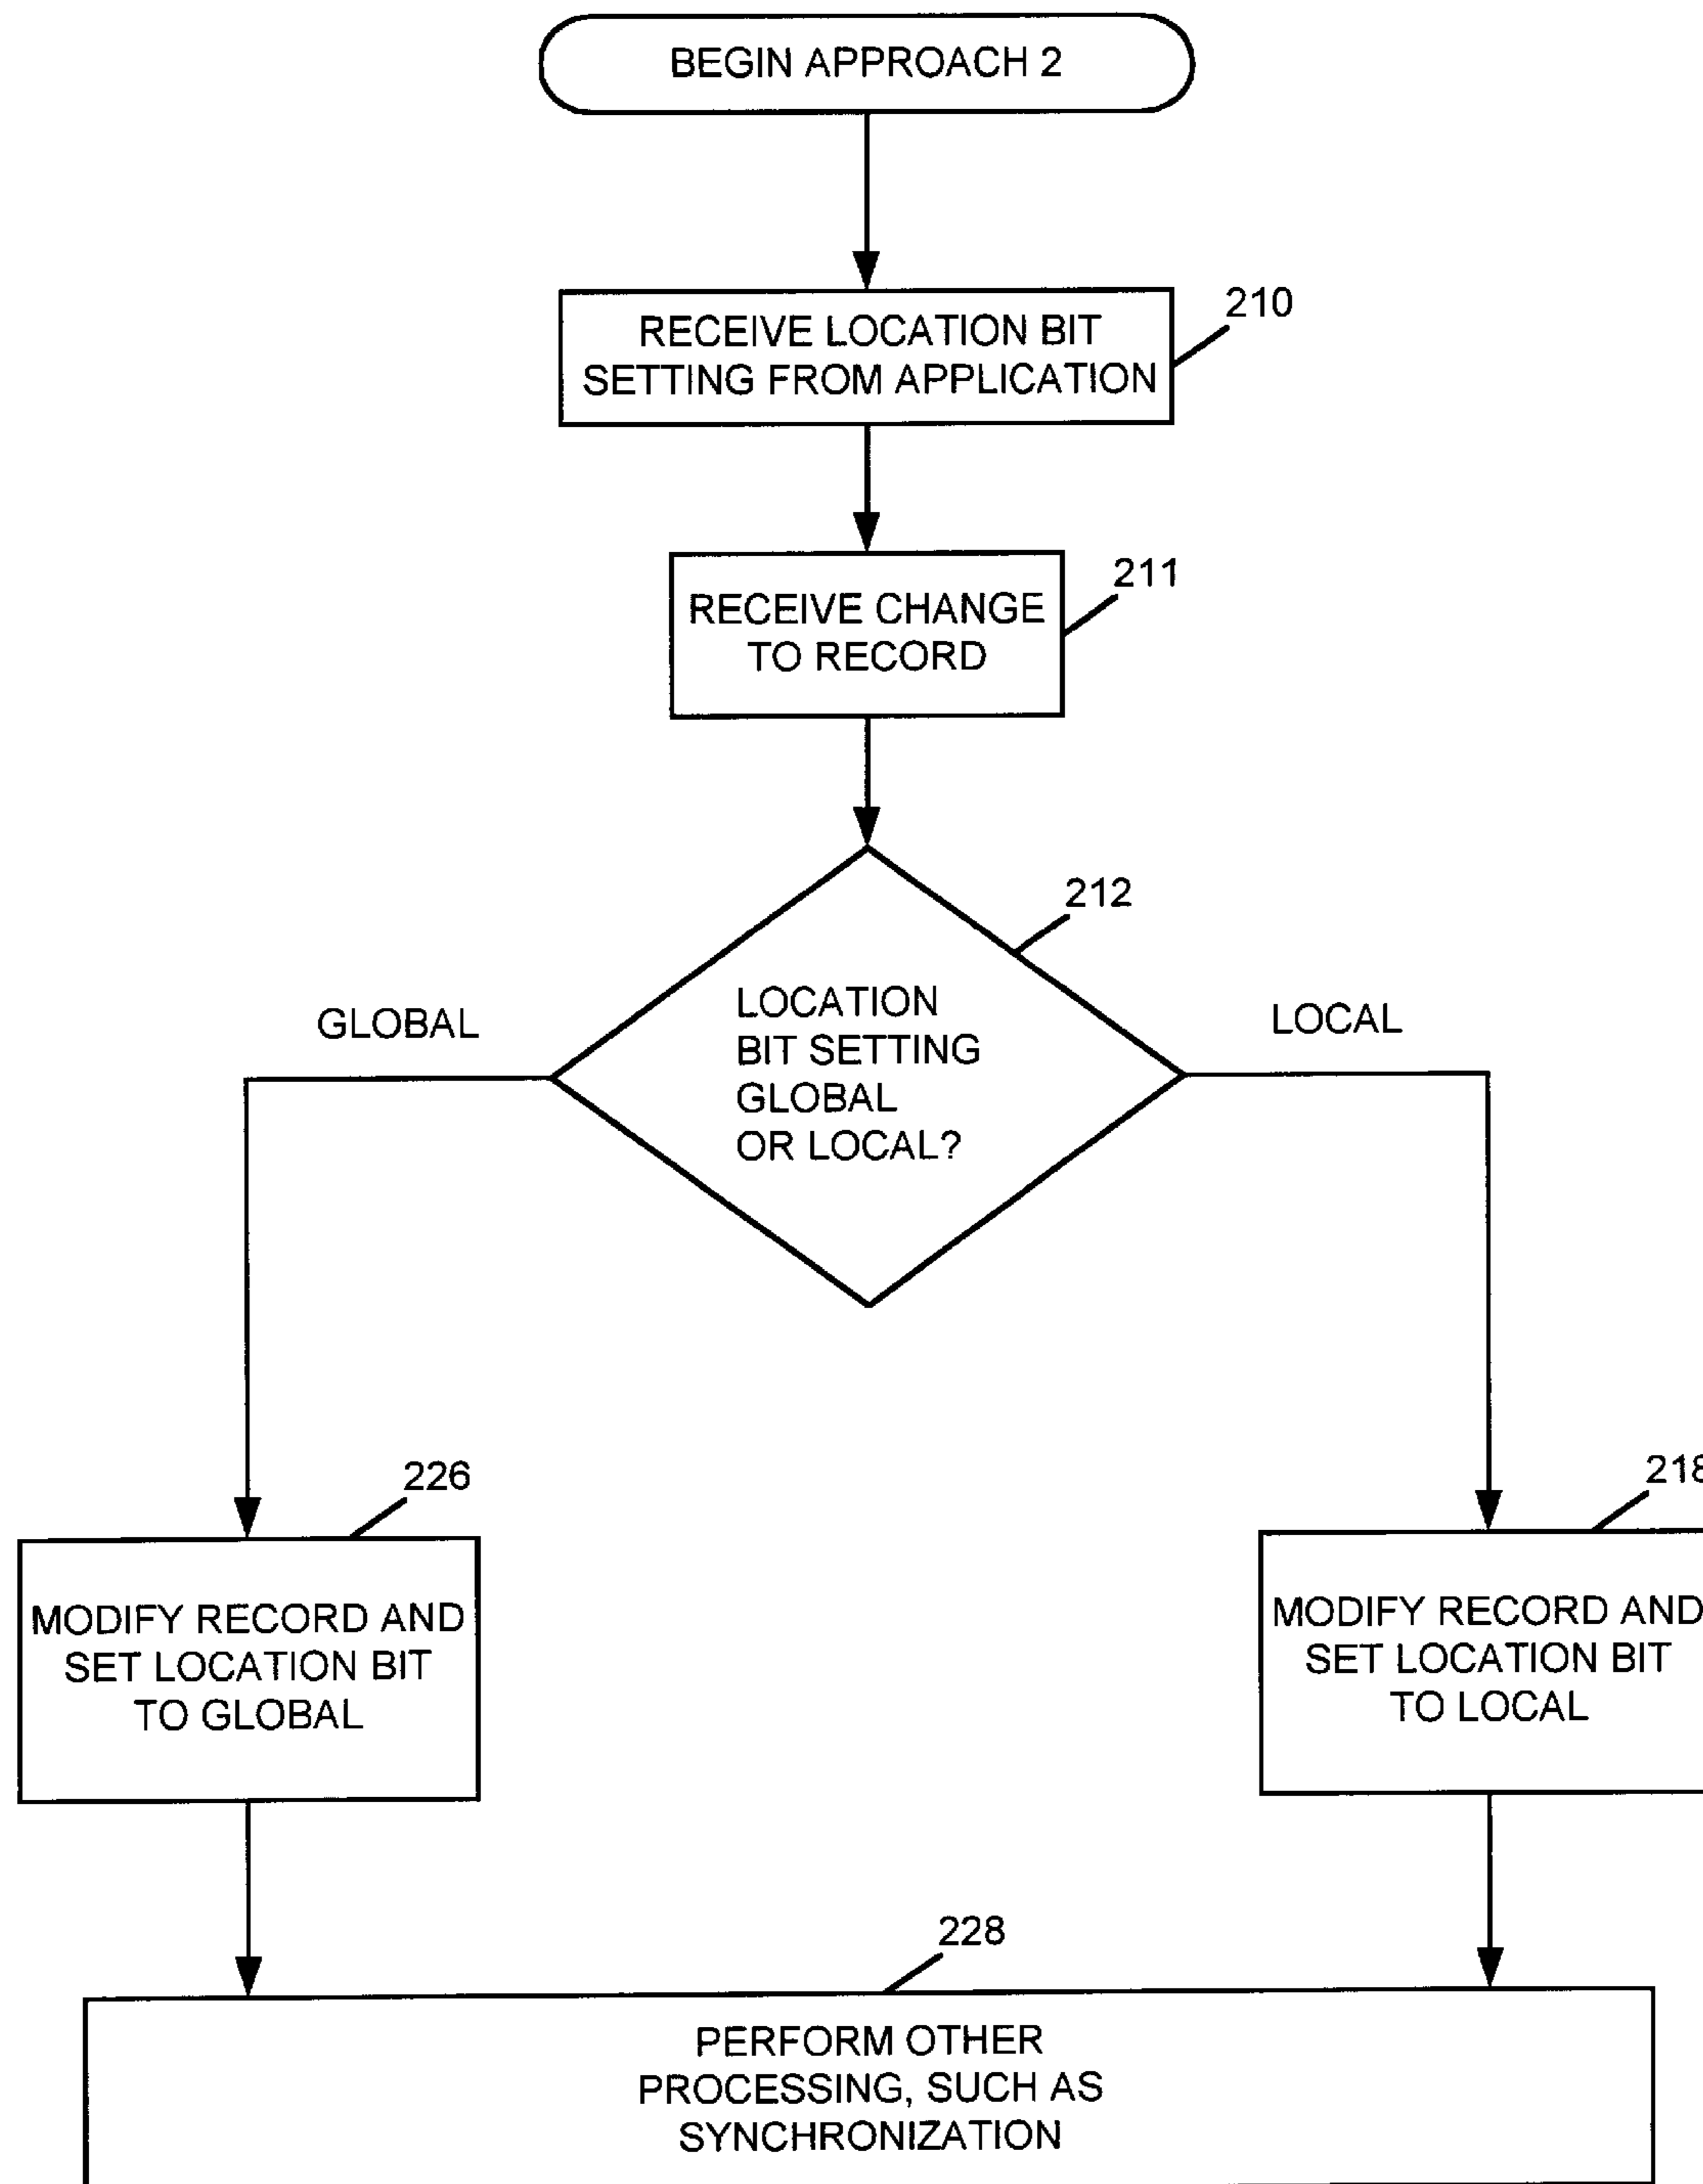 BEGIN APPROACH 2
210
RECEIVE LOCATION BIT
SETTING FROM APPLICATION
211
RECEIVE CHANGE
TO RECORD
212
LOCATION
BIT SETTING
GLOBAL
OR LOCAL?
GLOBAL
LOCAL
226
MODIFY RECORD AND
SET LOCATION BIT
TO GLOBAL
218
MODIFY RECORD AND
SET LOCATION BIT
TO LOCAL
228
PERFORM OTHER
PROCESSING, SUCH AS
SYNCHRONIZATION